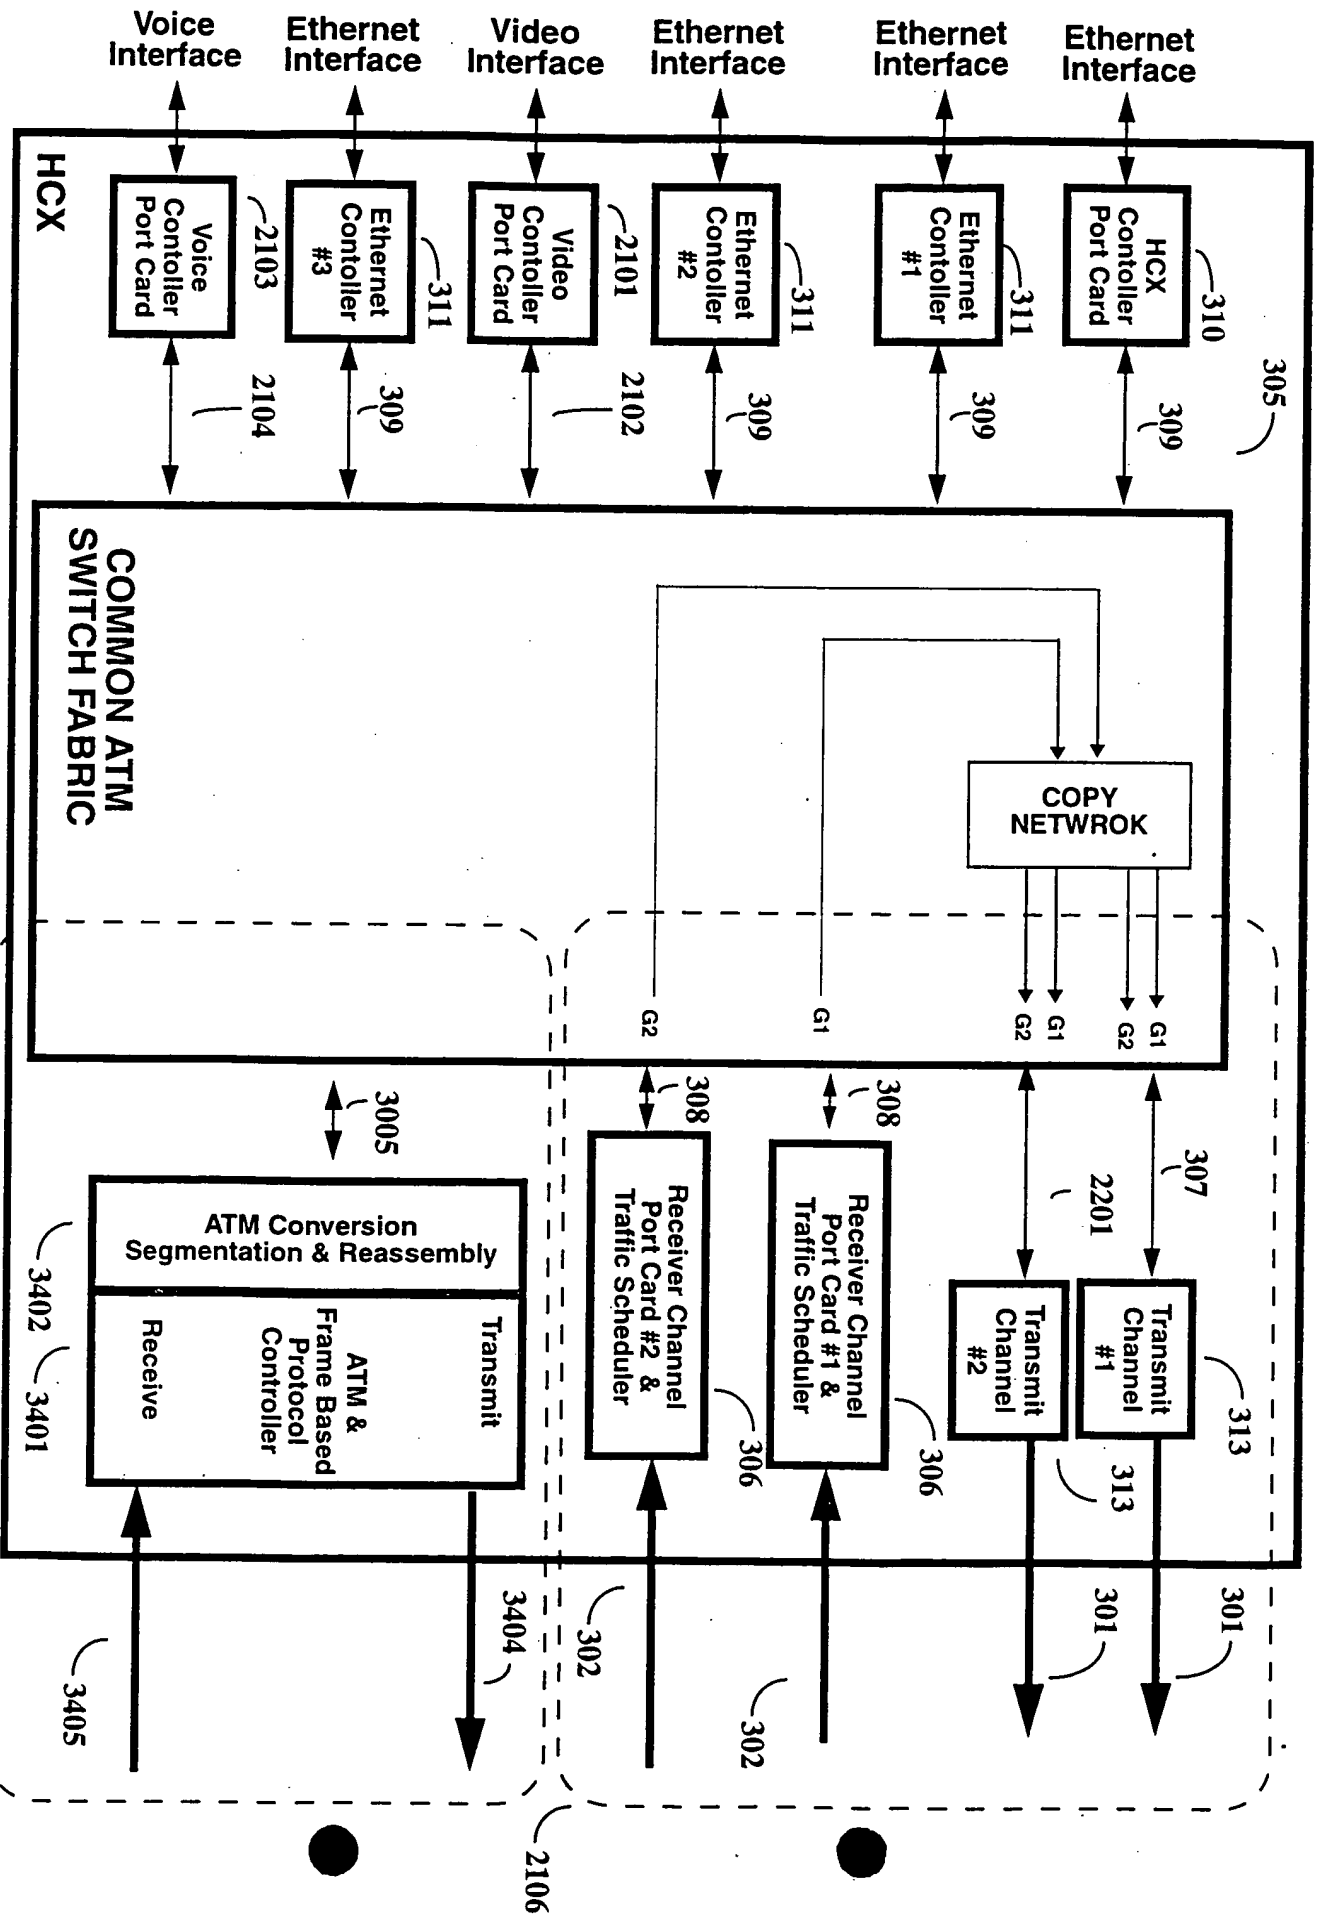 Voice
Interface
Ethernet
Interface
Video
Interface
Ethernet
Interface
Ethernet
Interface
Ethernet
Interface
HCX
Voice
Contoller
Port Card
2103
Ethernet
Contoller
#3
311
Video
Contoller
Port Card
2101
Ethernet
Contoller
#2
311
Ethernet
Contoller
#1
311
HCX
Contoller
Port Card
310
305
2104
309
2102
309
309
309
COMMON ATM
SWITCH FABRIC
COPY
NETWROK
G2
G1
G2
G1
G2
G1
3005
308
308
2201
307
ATM Conversion
Segmentation & Reassembly
3402
3401
Receive
ATM &
Frame Based
Protocol
Controller
Transmit
Receiver Channel
Port Card #2 &
Traffic Scheduler
306
Receiver Channel
Port Card #1 &
Traffic Scheduler
306
Transmit
Channel
#2
313
Transmit
Channel
#1
313
3405
3404
302
302
301
301
2106